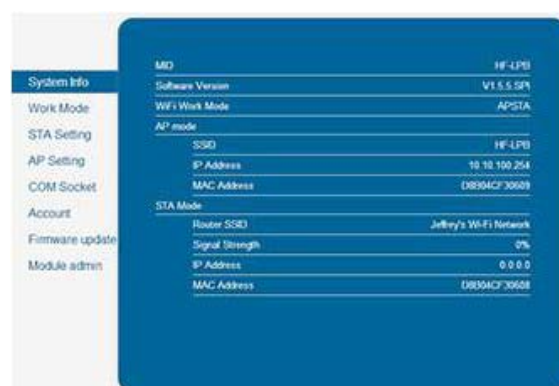 System Info
Work Mode
STA Setting
AP Setting
COM Socket
Account
Firmware update
Module admin
MID HF-LPB
Software Version V1.5.5.SPI
WiFi Work Mode APSTA
AP mode
SSID HF-LPB
IP Address 10.10.100.254
MAC Address D8B04CF30609
STA Mode
Router SSID Jeffrey's Wi-Fi Network
Signal Strength 0%
IP Address 0.0.0.0
MAC Address D8B04CF30608